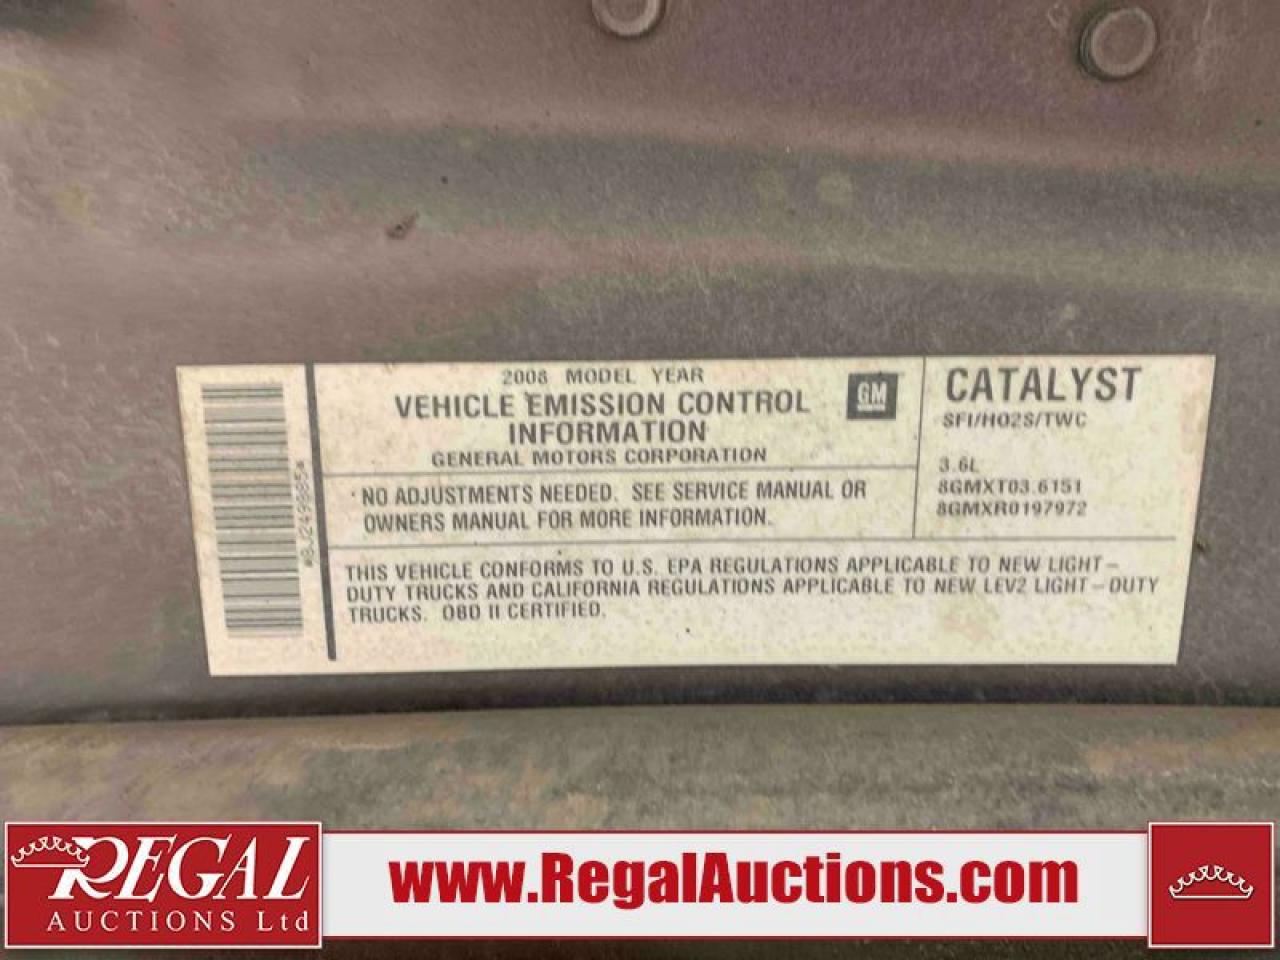 2008 MODEL YEAR
VEHICLE EMISSION CONTROL
INFORMATION
GENERAL MOTORS CORPORATION
GM
NO ADJUSTMENTS NEEDED. SEE SERVICE MANUAL OR
OWNERS MANUAL FOR MORE INFORMATION.
CATALYST
SFI/HO2S/TWC
3.6L
8GMXT03.6151
8GMXR0197972
THIS VEHICLE CONFORMS TO U.S. EPA REGULATIONS APPLICABLE TO NEW LIGHT-
DUTY TRUCKS AND CALIFORNIA REGULATIONS APPLICABLE TO NEW LEV2 LIGHT-DUTY
TRUCKS. OBD II CERTIFIED.
REGAL
AUCTIONS Ltd
www.RegalAuctions.com